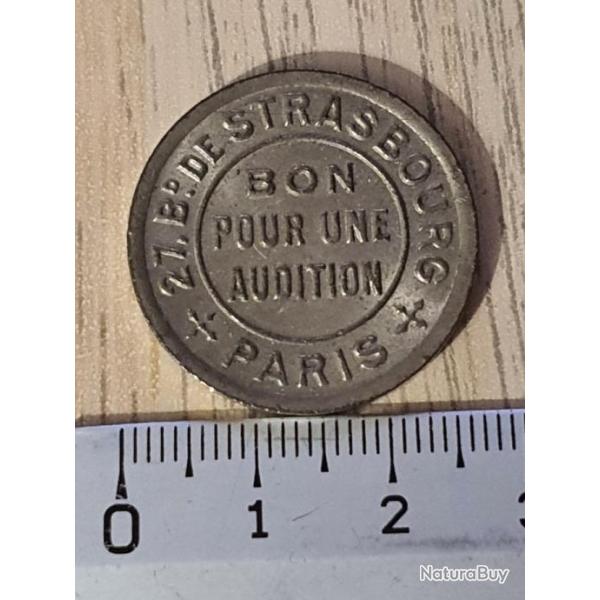 27, Bᴰ DE STRASBOURG
BON
POUR UNE
AUDITION
PARIS
0 1 2 3
NaturaBuy